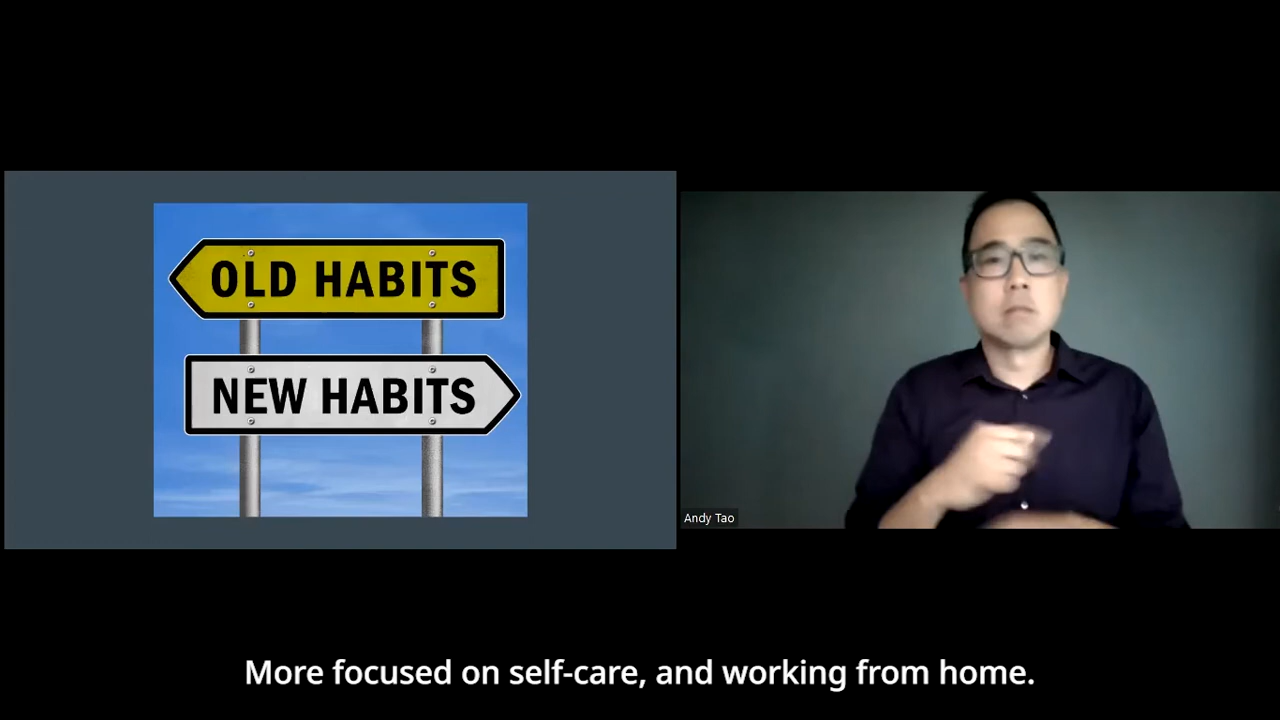 OLD HABITS
NEW HABITS
Andy Tao
More focused on self-care, and working from home.